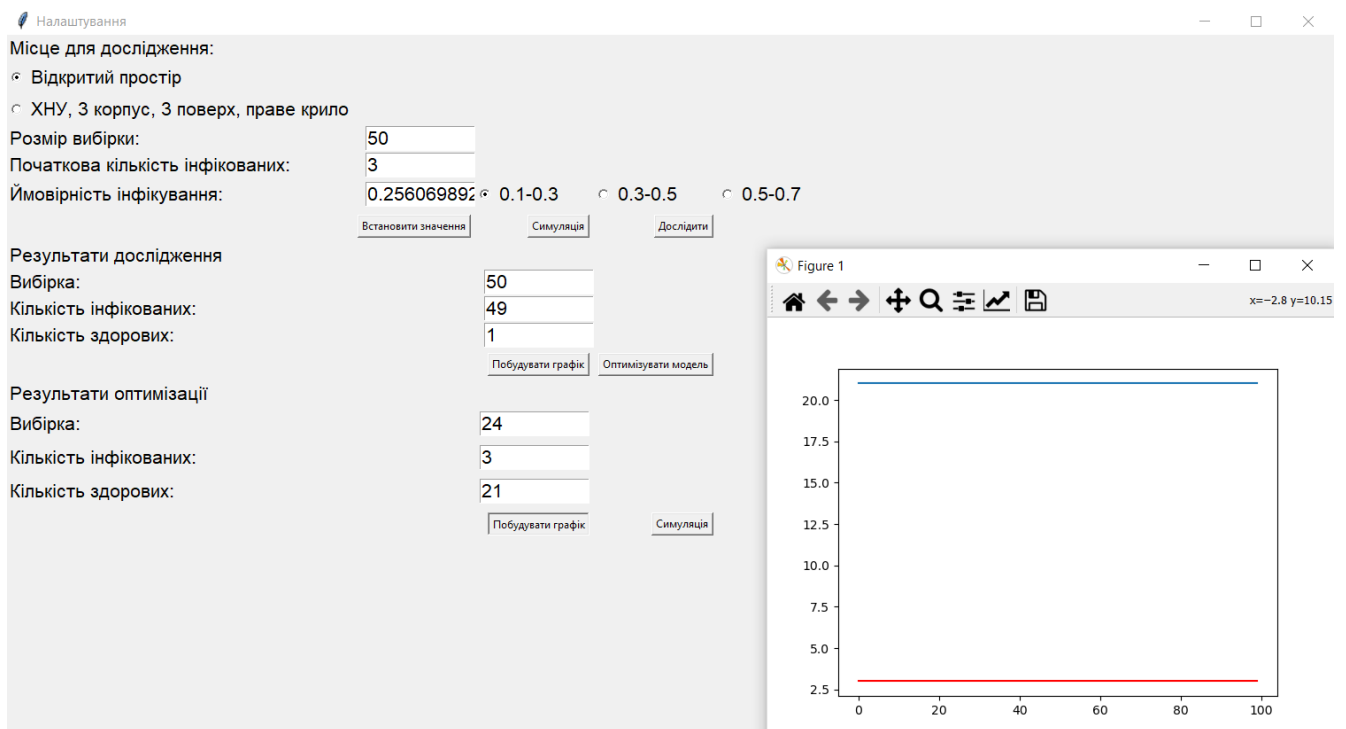 Налаштування
Місце для дослідження:
Відкритий простір
ХНУ, 3 корпус, 3 поверх, праве крило
Розмір вибірки: 50
Початкова кількість інфікованих: 3
Ймовірність інфікування: 0.256069892 0.1-0.3 0.3-0.5 0.5-0.7
Встановити значення Симуляція Дослідити
Результати дослідження
Вибірка: 50
Кількість інфікованих: 49
Кількість здорових: 1
Побудувати графік Оптимізувати модель
Результати оптимізації
Вибірка: 24
Кількість інфікованих: 3
Кількість здорових: 21
Побудувати графік Симуляція
Figure 1
x=−2.8 y=10.15
20.0
17.5
15.0
12.5
10.0
7.5
5.0
2.5
0 20 40 60 80 100